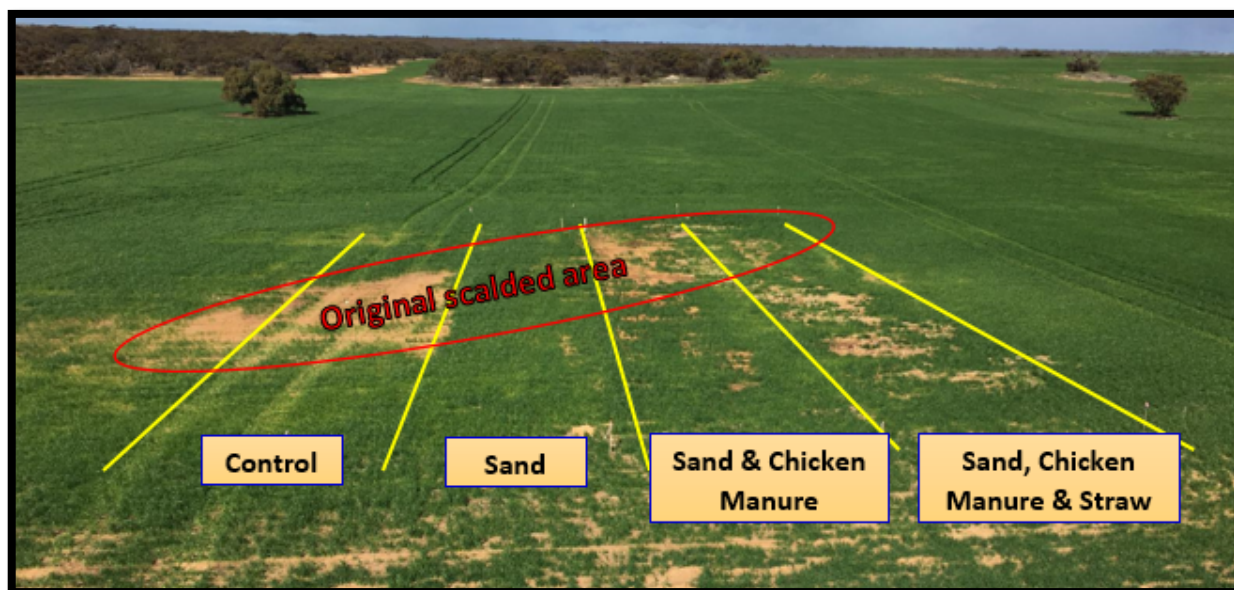 Original scalded area
Control
Sand
Sand & Chicken
Manure
Sand, Chicken
Manure & Straw